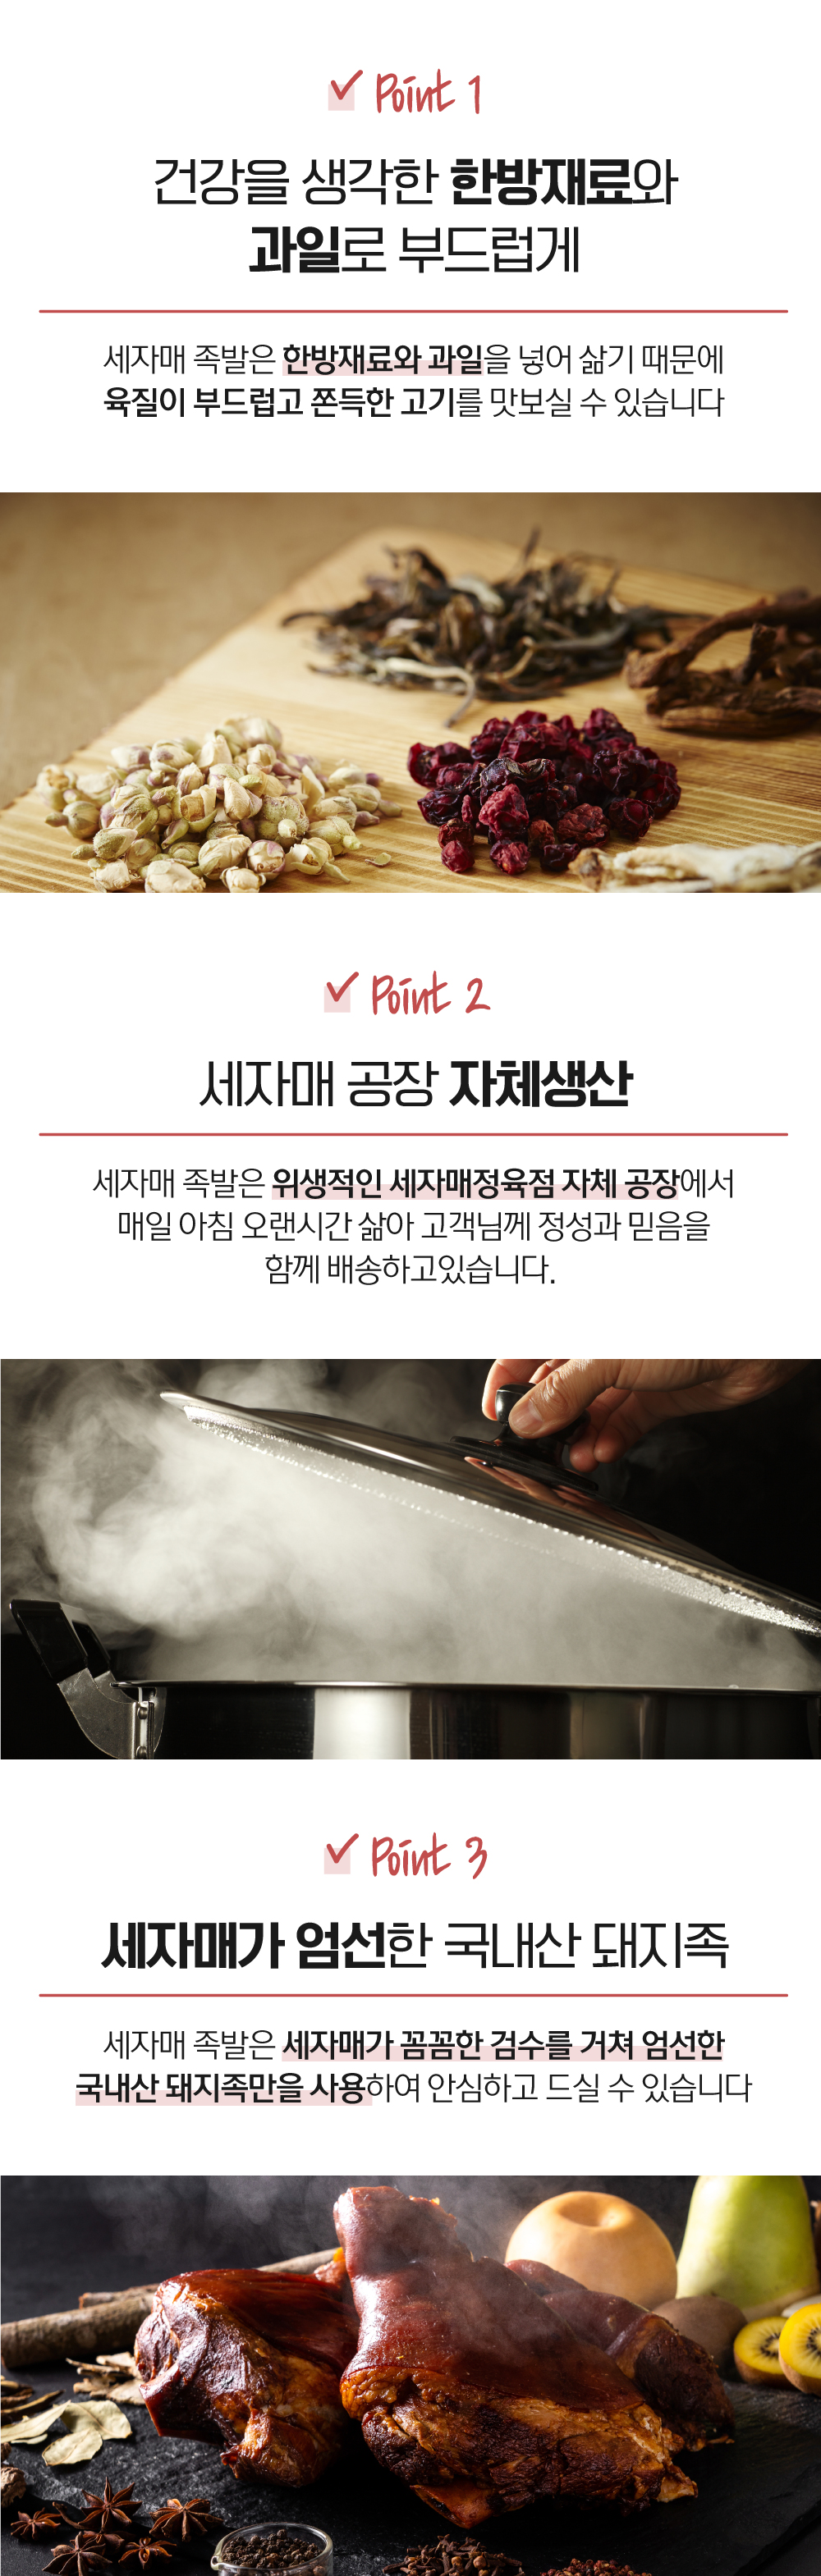 Point 1
건강을 생각한 한방재료와
과일로 부드럽게
세자매 족발은 한방재료와 과일을 넣어 삶기 때문에
육질이 부드럽고 쫀득한 고기를 맛보실 수 있습니다
Point 2
세자매 공장 자체생산
세자매 족발은 위생적인 세자매정육점 자체 공장에서
매일 아침 오랜시간 삶아 고객님께 정성과 믿음을
함께 배송하고있습니다.
Point 3
세자매가 엄선한 국내산 돼지족
세자매 족발은 세자매가 꼼꼼한 검수를 거쳐 엄선한
국내산 돼지족만을 사용하여 안심하고 드실 수 있습니다